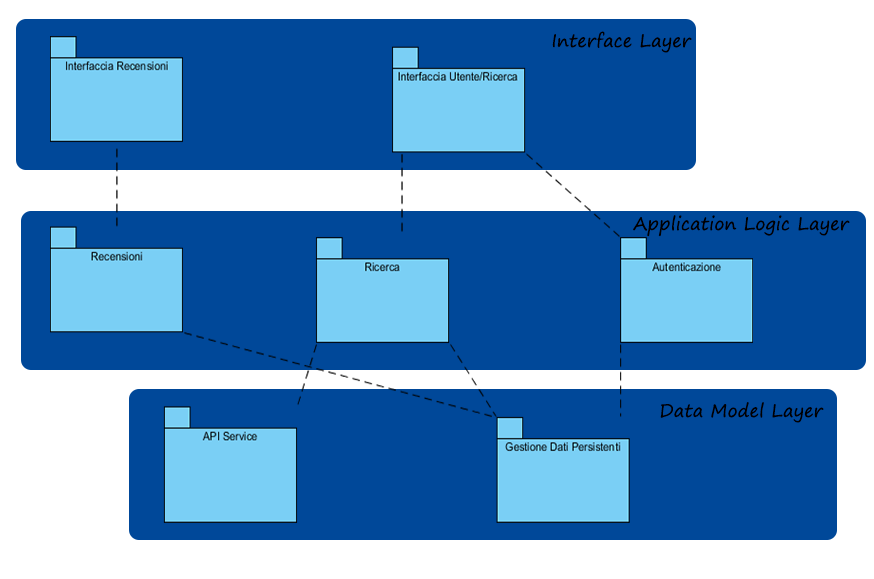 Interface Layer
Interfaccia Recensioni
Interfaccia Utente/Ricerca
Application Logic Layer
Recensioni
Ricerca
Autenticazione
Data Model Layer
API Service
Gestione Dati Persistenti